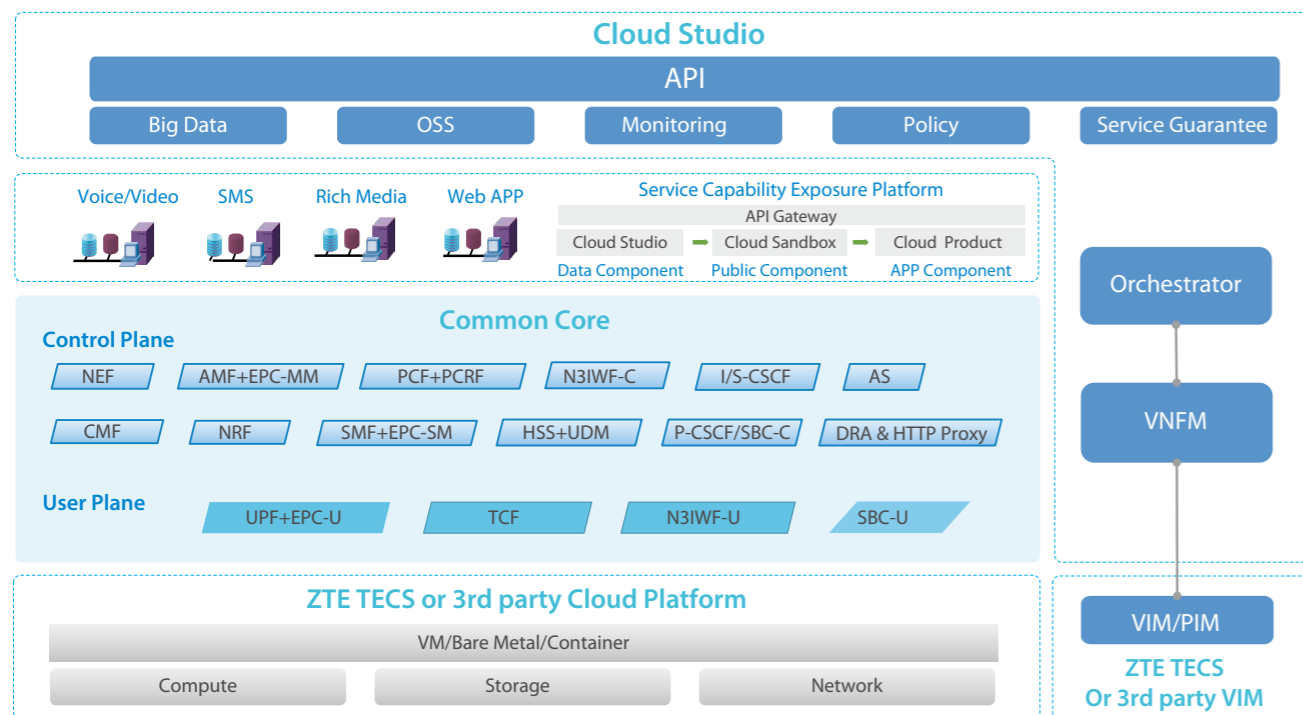 Cloud Studio
API
Big Data
OSS
Monitoring
Policy
Service Guarantee
Voice/Video
SMS
Rich Media
Web APP
Service Capability Exposure Platform
API Gateway
Cloud Studio
Cloud Sandbox
Cloud Product
Data Component
Public Component
APP Component
Orchestrator
VNFM
Common Core
Control Plane
NEF
AMF+EPC-MM
PCF+PCRF
N3IWF-C
I/S-CSCF
AS
CMF
NRF
SMF+EPC-SM
HSS+UDM
P-CSCF/SBC-C
DRA & HTTP Proxy
User Plane
UPF+EPC-U
TCF
N3IWF-U
SBC-U
ZTE TECS or 3rd party Cloud Platform
VM/Bare Metal/Container
Compute
Storage
Network
VIM/PIM
ZTE TECS
Or 3rd party VIM